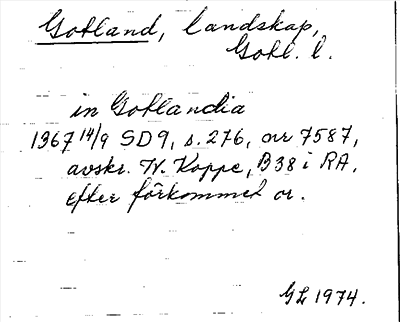 Gotland, landskap,
Gotl. l.
in Gotlandia
1367 14/9 SD9, s. 276, nr 7587,
avskr. W. Koppe, B38 i RA,
efter förkommet or.
GL 1974.